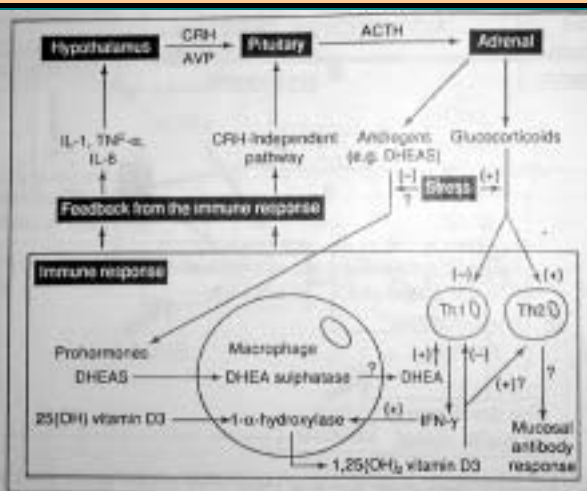 Hypothalamus
CRH
AVP
Pituitary
ACTH
Adrenal
IL-1, TNF-α,
IL-6
CRH-Independent
pathway
Androgens
(e.g. DHEAS)
Glucocorticoids
(-)
?
Stress
(+)
Feedback from the immune response
Immune response
(-)
(+)
Th1
Th2
Prohormones
Macrophage
(+)
(-)
DHEAS
DHEA sulphatase
?
DHEA
(+)?
?
25(OH) vitamin D3
1-α-hydroxylase
(+)
IFN-γ
Mucosal
antibody
response
1,25(OH)₂ vitamin D3